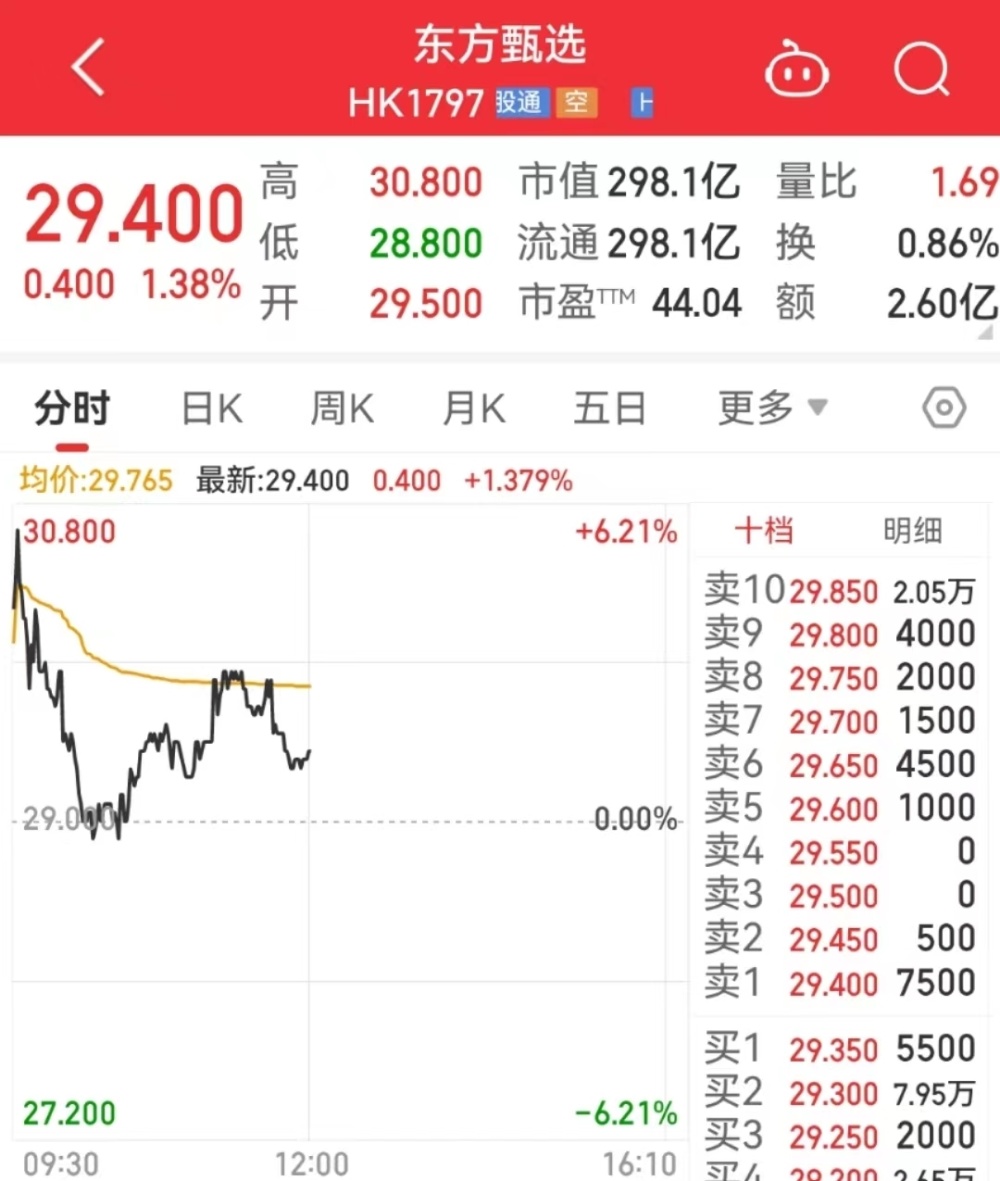 东方甄选
HK1797 股通 空 H
29.400
0.400 1.38%
高 30.800 市值 298.1亿 量比 1.69
低 28.800 流通 298.1亿 换 0.86%
开 29.500 市盈TTM 44.04 额 2.60亿
分时 日K 周K 月K 五日 更多
均价:29.765 最新:29.400 0.400 +1.379%
30.800 +6.21%
29.000 0.00%
27.200 -6.21%
09:30 12:00 16:10
十档 明细
卖10 29.850 2.05万
卖9 29.800 4000
卖8 29.750 2000
卖7 29.700 1500
卖6 29.650 4500
卖5 29.600 1000
卖4 29.550 0
卖3 29.500 0
卖2 29.450 500
卖1 29.400 7500
买1 29.350 5500
买2 29.300 7.95万
买3 29.250 2000
买4 29.200 2.65万